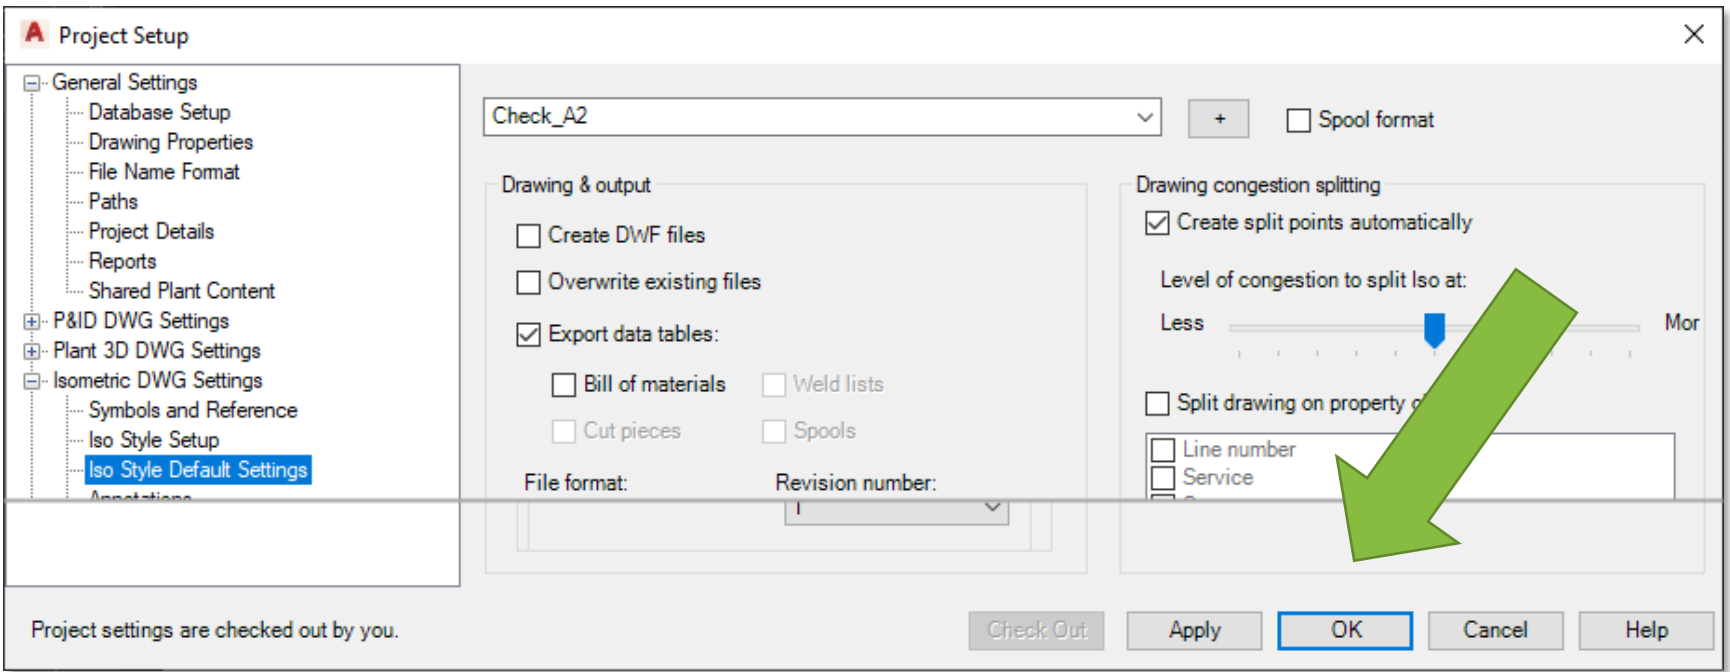 Project Setup
General Settings
Database Setup
Drawing Properties
File Name Format
Paths
Project Details
Reports
Shared Plant Content
P&ID DWG Settings
Plant 3D DWG Settings
Isometric DWG Settings
Symbols and Reference
Iso Style Setup
Iso Style Default Settings
Annotations
Check_A2
+
Spool format
Drawing & output
Create DWF files
Overwrite existing files
Export data tables:
Bill of materials
Weld lists
Cut pieces
Spools
File format:
Revision number:
Drawing congestion splitting
Create split points automatically
Level of congestion to split Iso at:
Less
Mor
Split drawing on property
Line number
Service
Project settings are checked out by you.
Check Out
Apply
OK
Cancel
Help